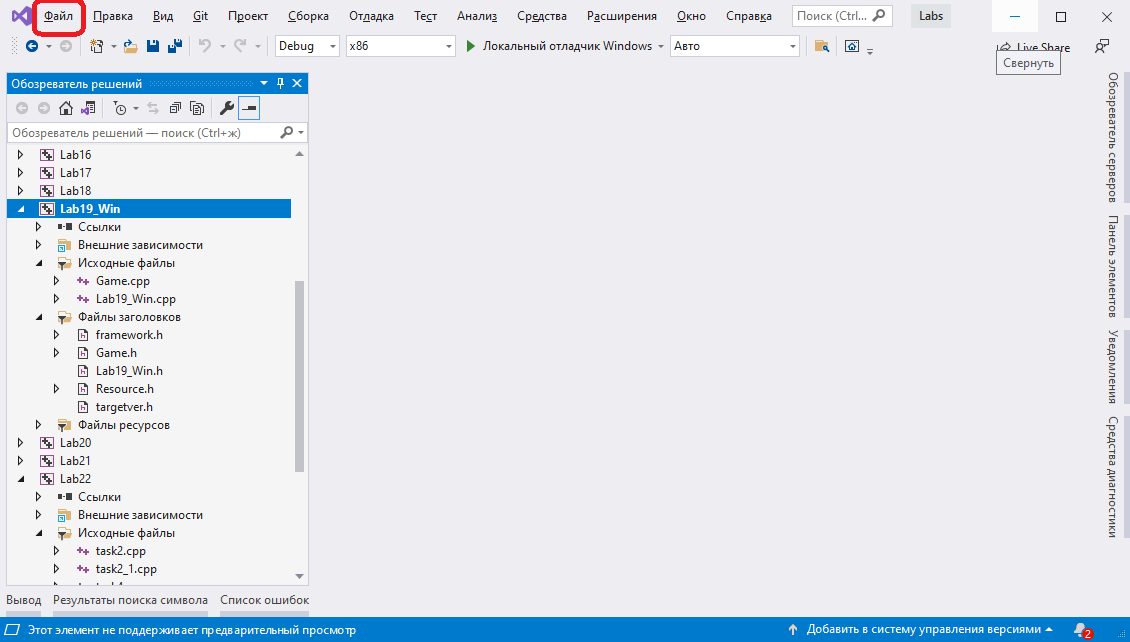 Файл Правка Вид Git Проект Сборка Отладка Тест Анализ Средства Расширения Окно Справка Поиск (Ctrl... Labs
Debug x86 Локальный отладчик Windows Авто Live Share
Свернуть
Обозреватель решений
Обозреватель решений — поиск (Ctrl+ж)
Lab16
Lab17
Lab18
Lab19_Win
Ссылки
Внешние зависимости
Исходные файлы
Game.cpp
Lab19_Win.cpp
Файлы заголовков
framework.h
Game.h
Lab19_Win.h
Resource.h
targetver.h
Файлы ресурсов
Lab20
Lab21
Lab22
Ссылки
Внешние зависимости
Исходные файлы
task2.cpp
task2_1.cpp
Обозреватель серверов
Панель элементов
Уведомления
Средства диагностики
Вывод Результаты поиска символа Список ошибок
Этот элемент не поддерживает предварительный просмотр Добавить в систему управления версиями 2